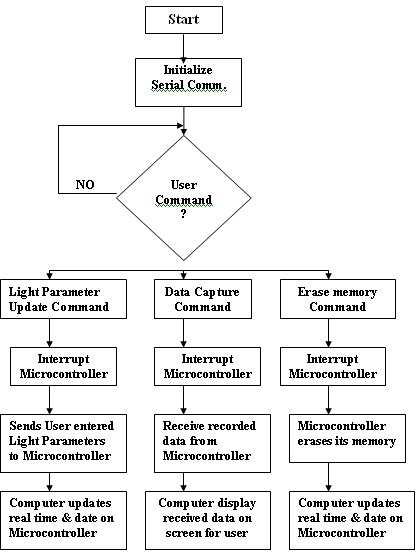 Start
Initialize
Serial Comm.
NO
User
Command
?
Light Parameter
Update Command
Data Capture
Command
Erase memory
Command
Interrupt
Microcontroller
Interrupt
Microcontroller
Interrupt
Microcontroller
Sends User entered
Light Parameters
to Microcontroller
Receive recorded
data from
Microcontroller
Microcontroller
erases its memory
Computer updates
real time & date on
Microcontroller
Computer display
received data on
screen for user
Computer updates
real time & date on
Microcontroller